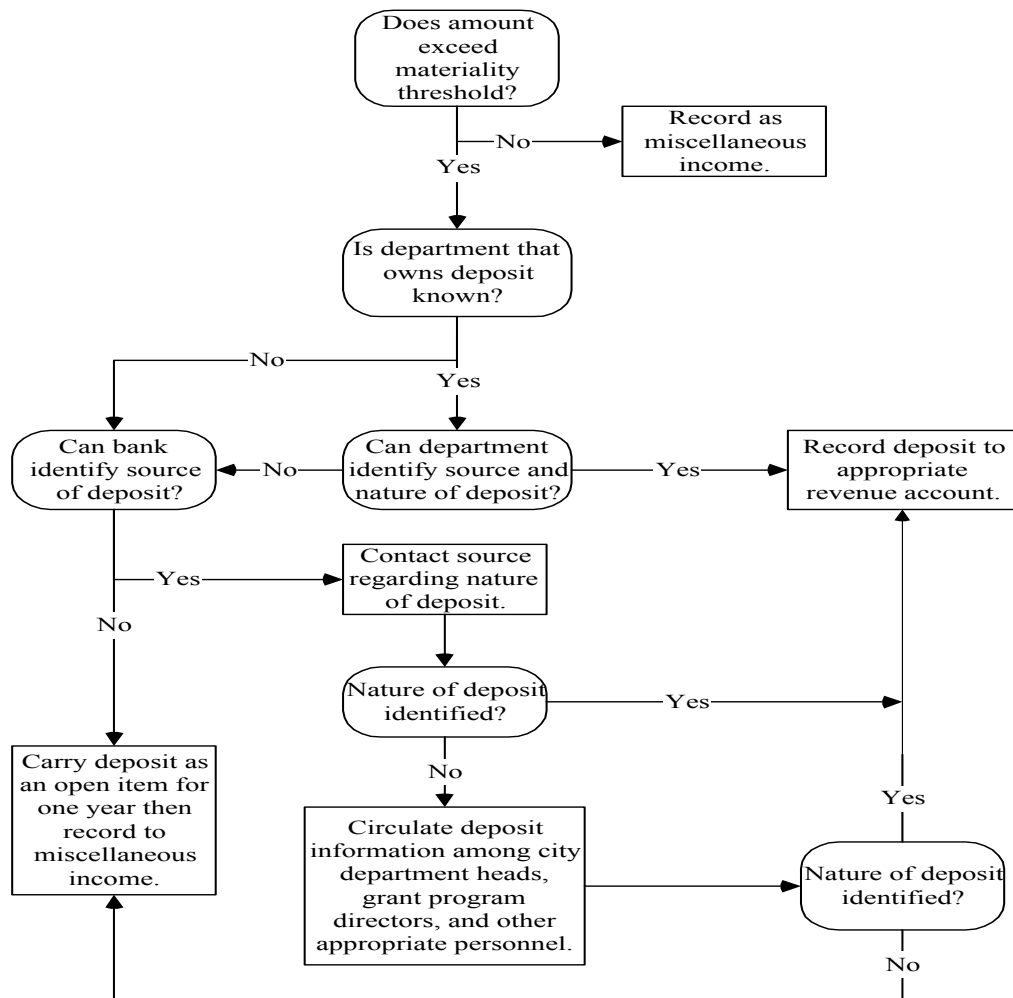 Does amount
exceed
materiality
threshold?
No
Record as
miscellaneous
income.
Yes
Is department that
owns deposit
known?
No
Yes
Can bank
identify source
of deposit?
No
Can department
identify source and
nature of deposit?
Yes
Record deposit to
appropriate
revenue account.
Yes
Contact source
regarding nature
of deposit.
No
Nature of deposit
identified?
Yes
No
Carry deposit as
an open item for
one year then
record to
miscellaneous
income.
Circulate deposit
information among city
department heads,
grant program
directors, and other
appropriate personnel.
Yes
Nature of deposit
identified?
No